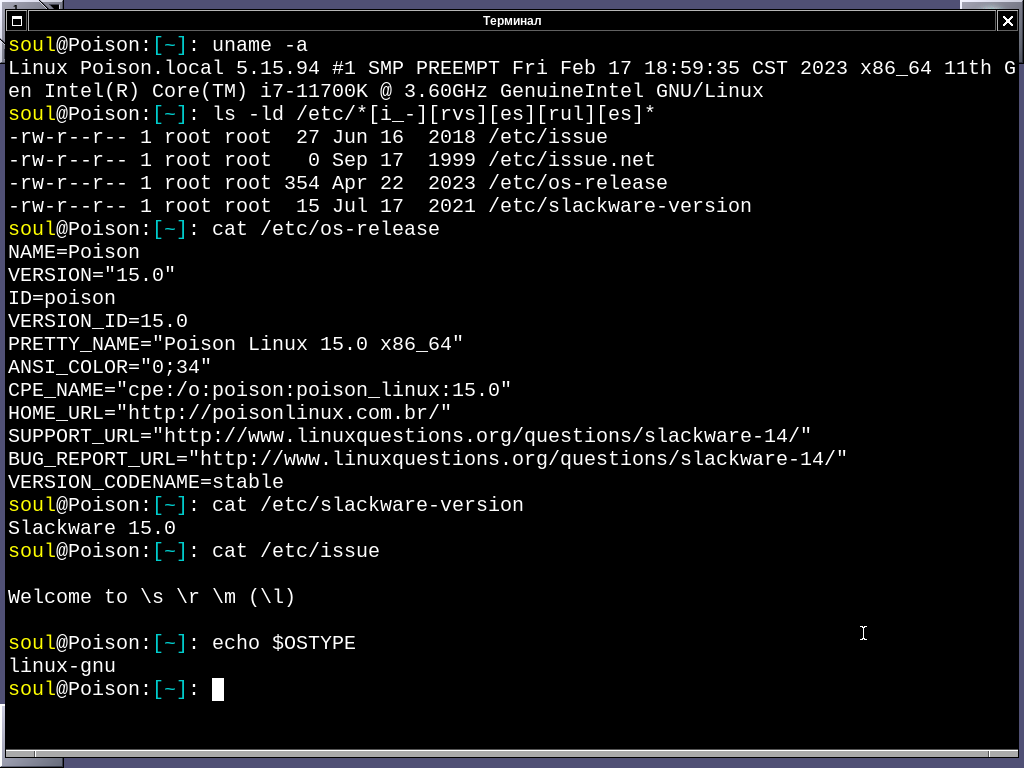 Терминал
soul@Poison:[~]: uname -a
Linux Poison.local 5.15.94 #1 SMP PREEMPT Fri Feb 17 18:59:35 CST 2023 x86_64 11th G
en Intel(R) Core(TM) i7-11700K @ 3.60GHz GenuineIntel GNU/Linux
soul@Poison:[~]: ls -ld /etc/*[i_-][rvs][es][rul][es]*
-rw-r--r-- 1 root root  27 Jun 16  2018 /etc/issue
-rw-r--r-- 1 root root   0 Sep 17  1999 /etc/issue.net
-rw-r--r-- 1 root root 354 Apr 22  2023 /etc/os-release
-rw-r--r-- 1 root root  15 Jul 17  2021 /etc/slackware-version
soul@Poison:[~]: cat /etc/os-release
NAME=Poison
VERSION="15.0"
ID=poison
VERSION_ID=15.0
PRETTY_NAME="Poison Linux 15.0 x86_64"
ANSI_COLOR="0;34"
CPE_NAME="cpe:/o:poison:poison_linux:15.0"
HOME_URL="http://poisonlinux.com.br/"
SUPPORT_URL="http://www.linuxquestions.org/questions/slackware-14/"
BUG_REPORT_URL="http://www.linuxquestions.org/questions/slackware-14/"
VERSION_CODENAME=stable
soul@Poison:[~]: cat /etc/slackware-version
Slackware 15.0
soul@Poison:[~]: cat /etc/issue
Welcome to \s \r \m (\l)
soul@Poison:[~]: echo $OSTYPE
linux-gnu
soul@Poison:[~]: